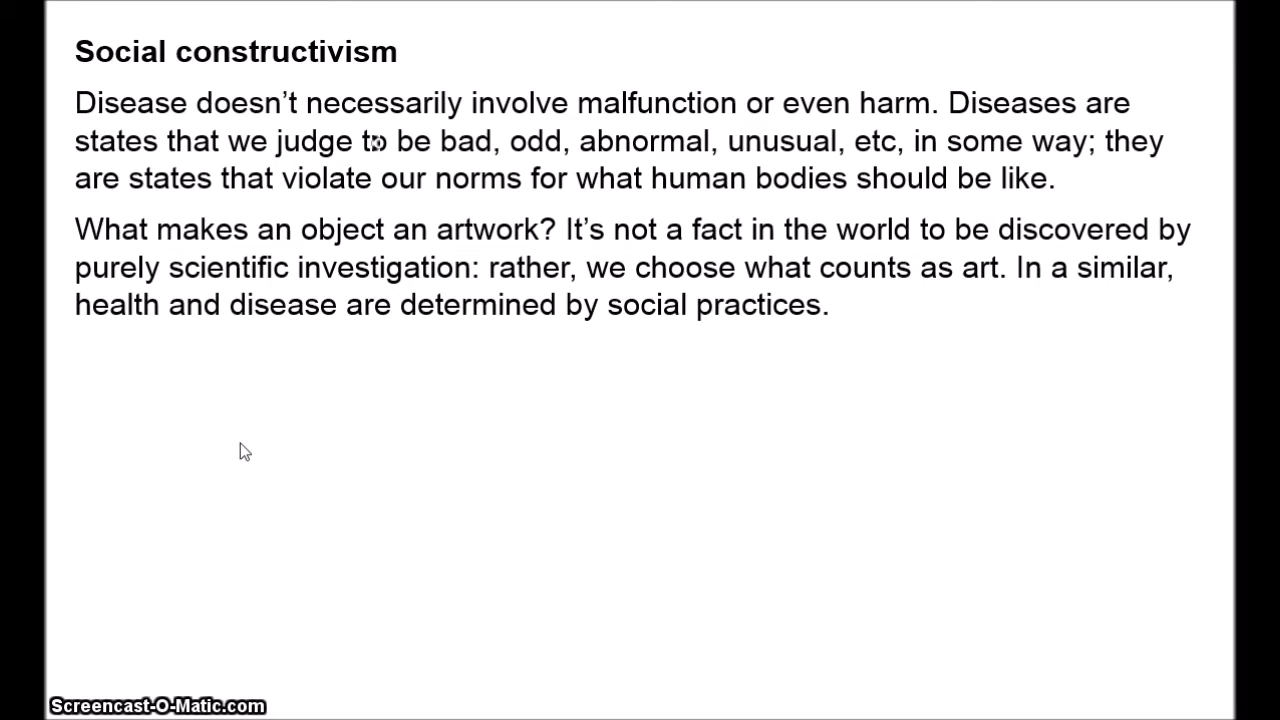 Social constructivism
Disease doesn’t necessarily involve malfunction or even harm. Diseases are
states that we judge to be bad, odd, abnormal, unusual, etc, in some way; they
are states that violate our norms for what human bodies should be like.
What makes an object an artwork? It’s not a fact in the world to be discovered by
purely scientific investigation: rather, we choose what counts as art. In a similar,
health and disease are determined by social practices.
Screencast-O-Matic.com